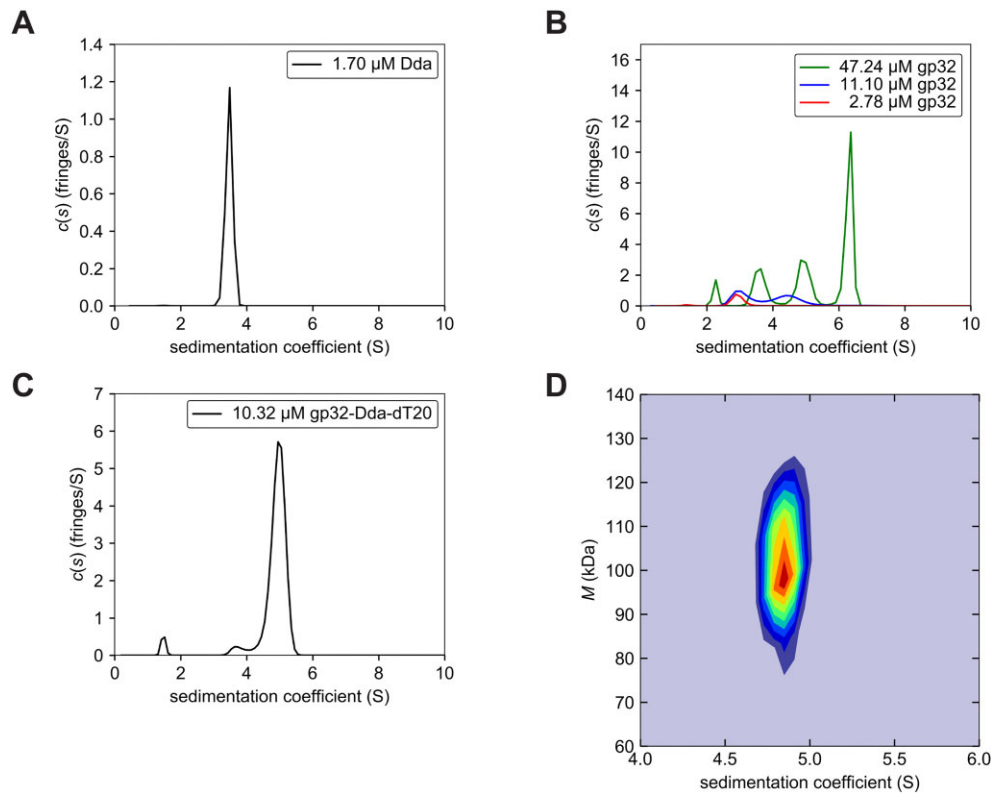 A
1.4
1.2
1.0
0.8
0.6
0.4
0.2
0.0
0 2 4 6 8 10
c(s) (fringes/S)
sedimentation coefficient (S)
1.70 µM Dda
B
16
14
12
10
8
6
4
2
0
0 2 4 6 8 10
c(s) (fringes/S)
sedimentation coefficient (S)
47.24 µM gp32
11.10 µM gp32
2.78 µM gp32
C
7
6
5
4
3
2
1
0
0 2 4 6 8 10
c(s) (fringes/S)
sedimentation coefficient (S)
10.32 µM gp32-Dda-dT20
D
140
130
120
110
100
90
80
70
60
4.0 4.5 5.0 5.5 6.0
M (kDa)
sedimentation coefficient (S)